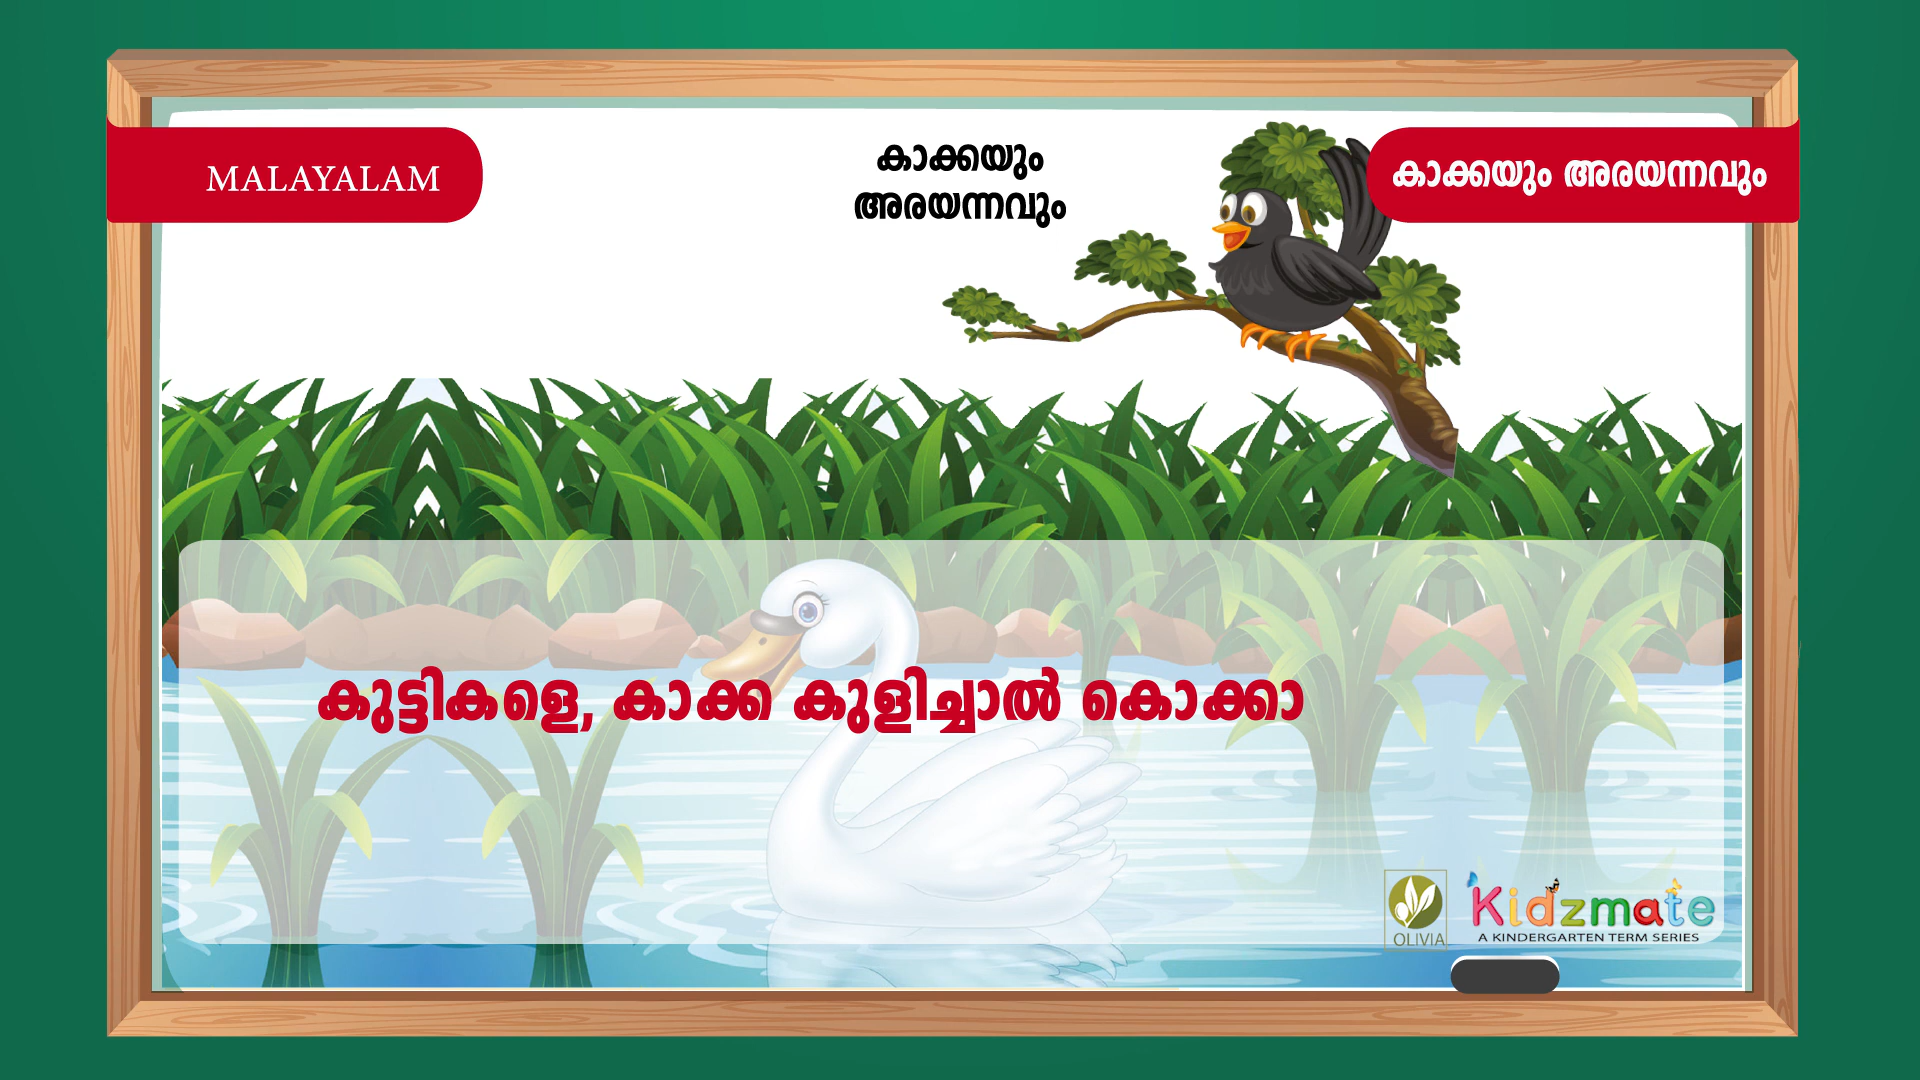 MALAYALAM
കാക്കയും
അരയന്നവും
കാക്കയും അരയന്നവും
കുട്ടികളെ, കാക്ക കുളിച്ചാൽ കൊക്കാ
OLIVIA
Kidzmate
A KINDERGARTEN TERM SERIES